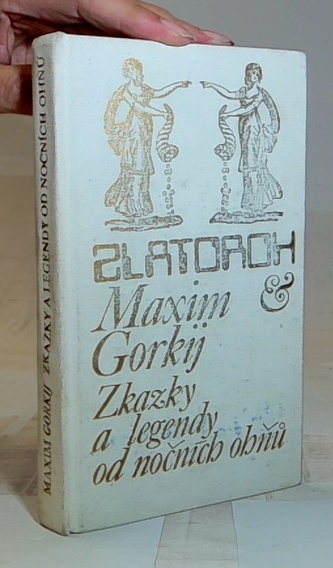 ZLATOROH
Maxim &
Gorkij
Zkazky
a legendy
od nočních ohňů
MAXIM GORKIJ ZKAZKY A LEGENDY OD NOČNÍCH OHŇŮ